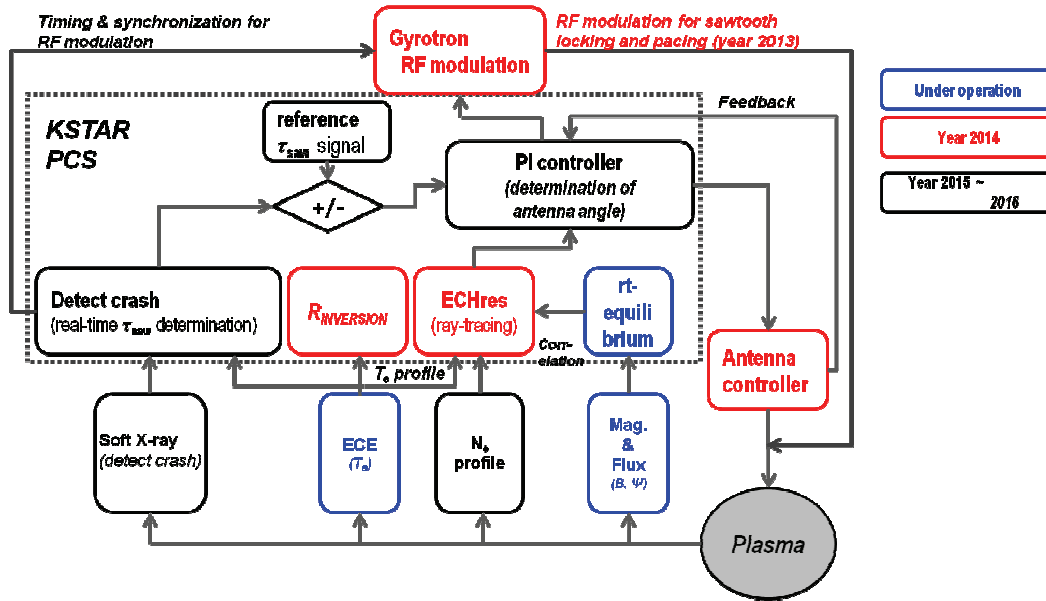 Timing & synchronization for
RF modulation
Gyrotron
RF modulation
RF modulation for sawtooth
locking and pacing (year 2013)
Under operation
Year 2014
Year 2015 ~
2016
KSTAR
PCS
reference
τsaw signal
+/-
Feedback
PI controller
(determination of
antenna angle)
Detect crash
(real-time τsaw determination)
RINVERSION
ECHres
(ray-tracing)
rt-
equili
brium
Corr-
elation
Te profile
Antenna
controller
Soft X-ray
(detect crash)
ECE
(Te)
Ne
profile
Mag.
&
Flux
(B, Ψ)
Plasma